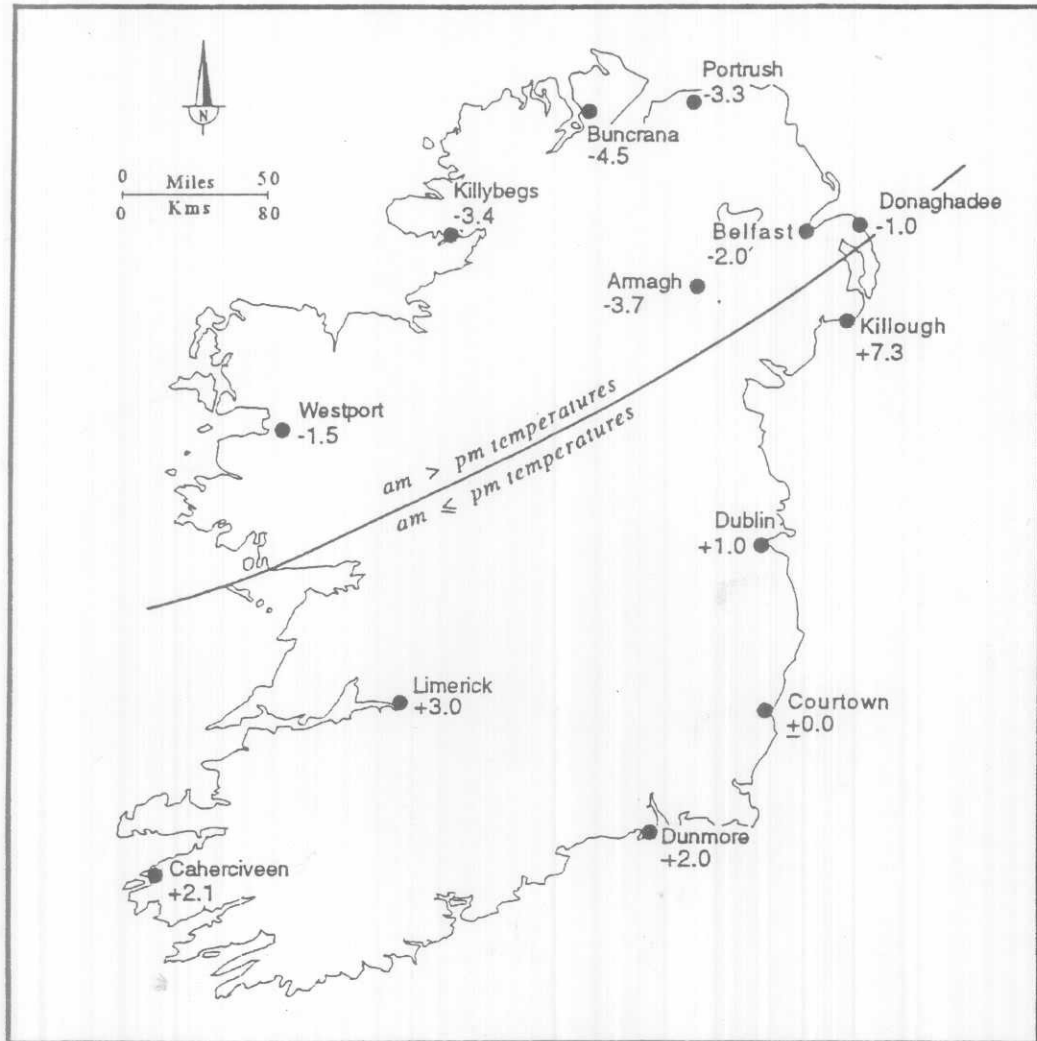 Portrush
-3.3
N
Buncrana
-4.5
0 Miles 50
0 Kms 80
Killybegs
-3.4
Donaghadee
-1.0
Belfast
-2.0
Armagh
-3.7
Killough
+7.3
am > pm temperatures
am ≤ pm temperatures
Westport
-1.5
Dublin
+1.0
Limerick
+3.0
Courtown
±0.0
Dunmore
+2.0
Caherciveen
+2.1